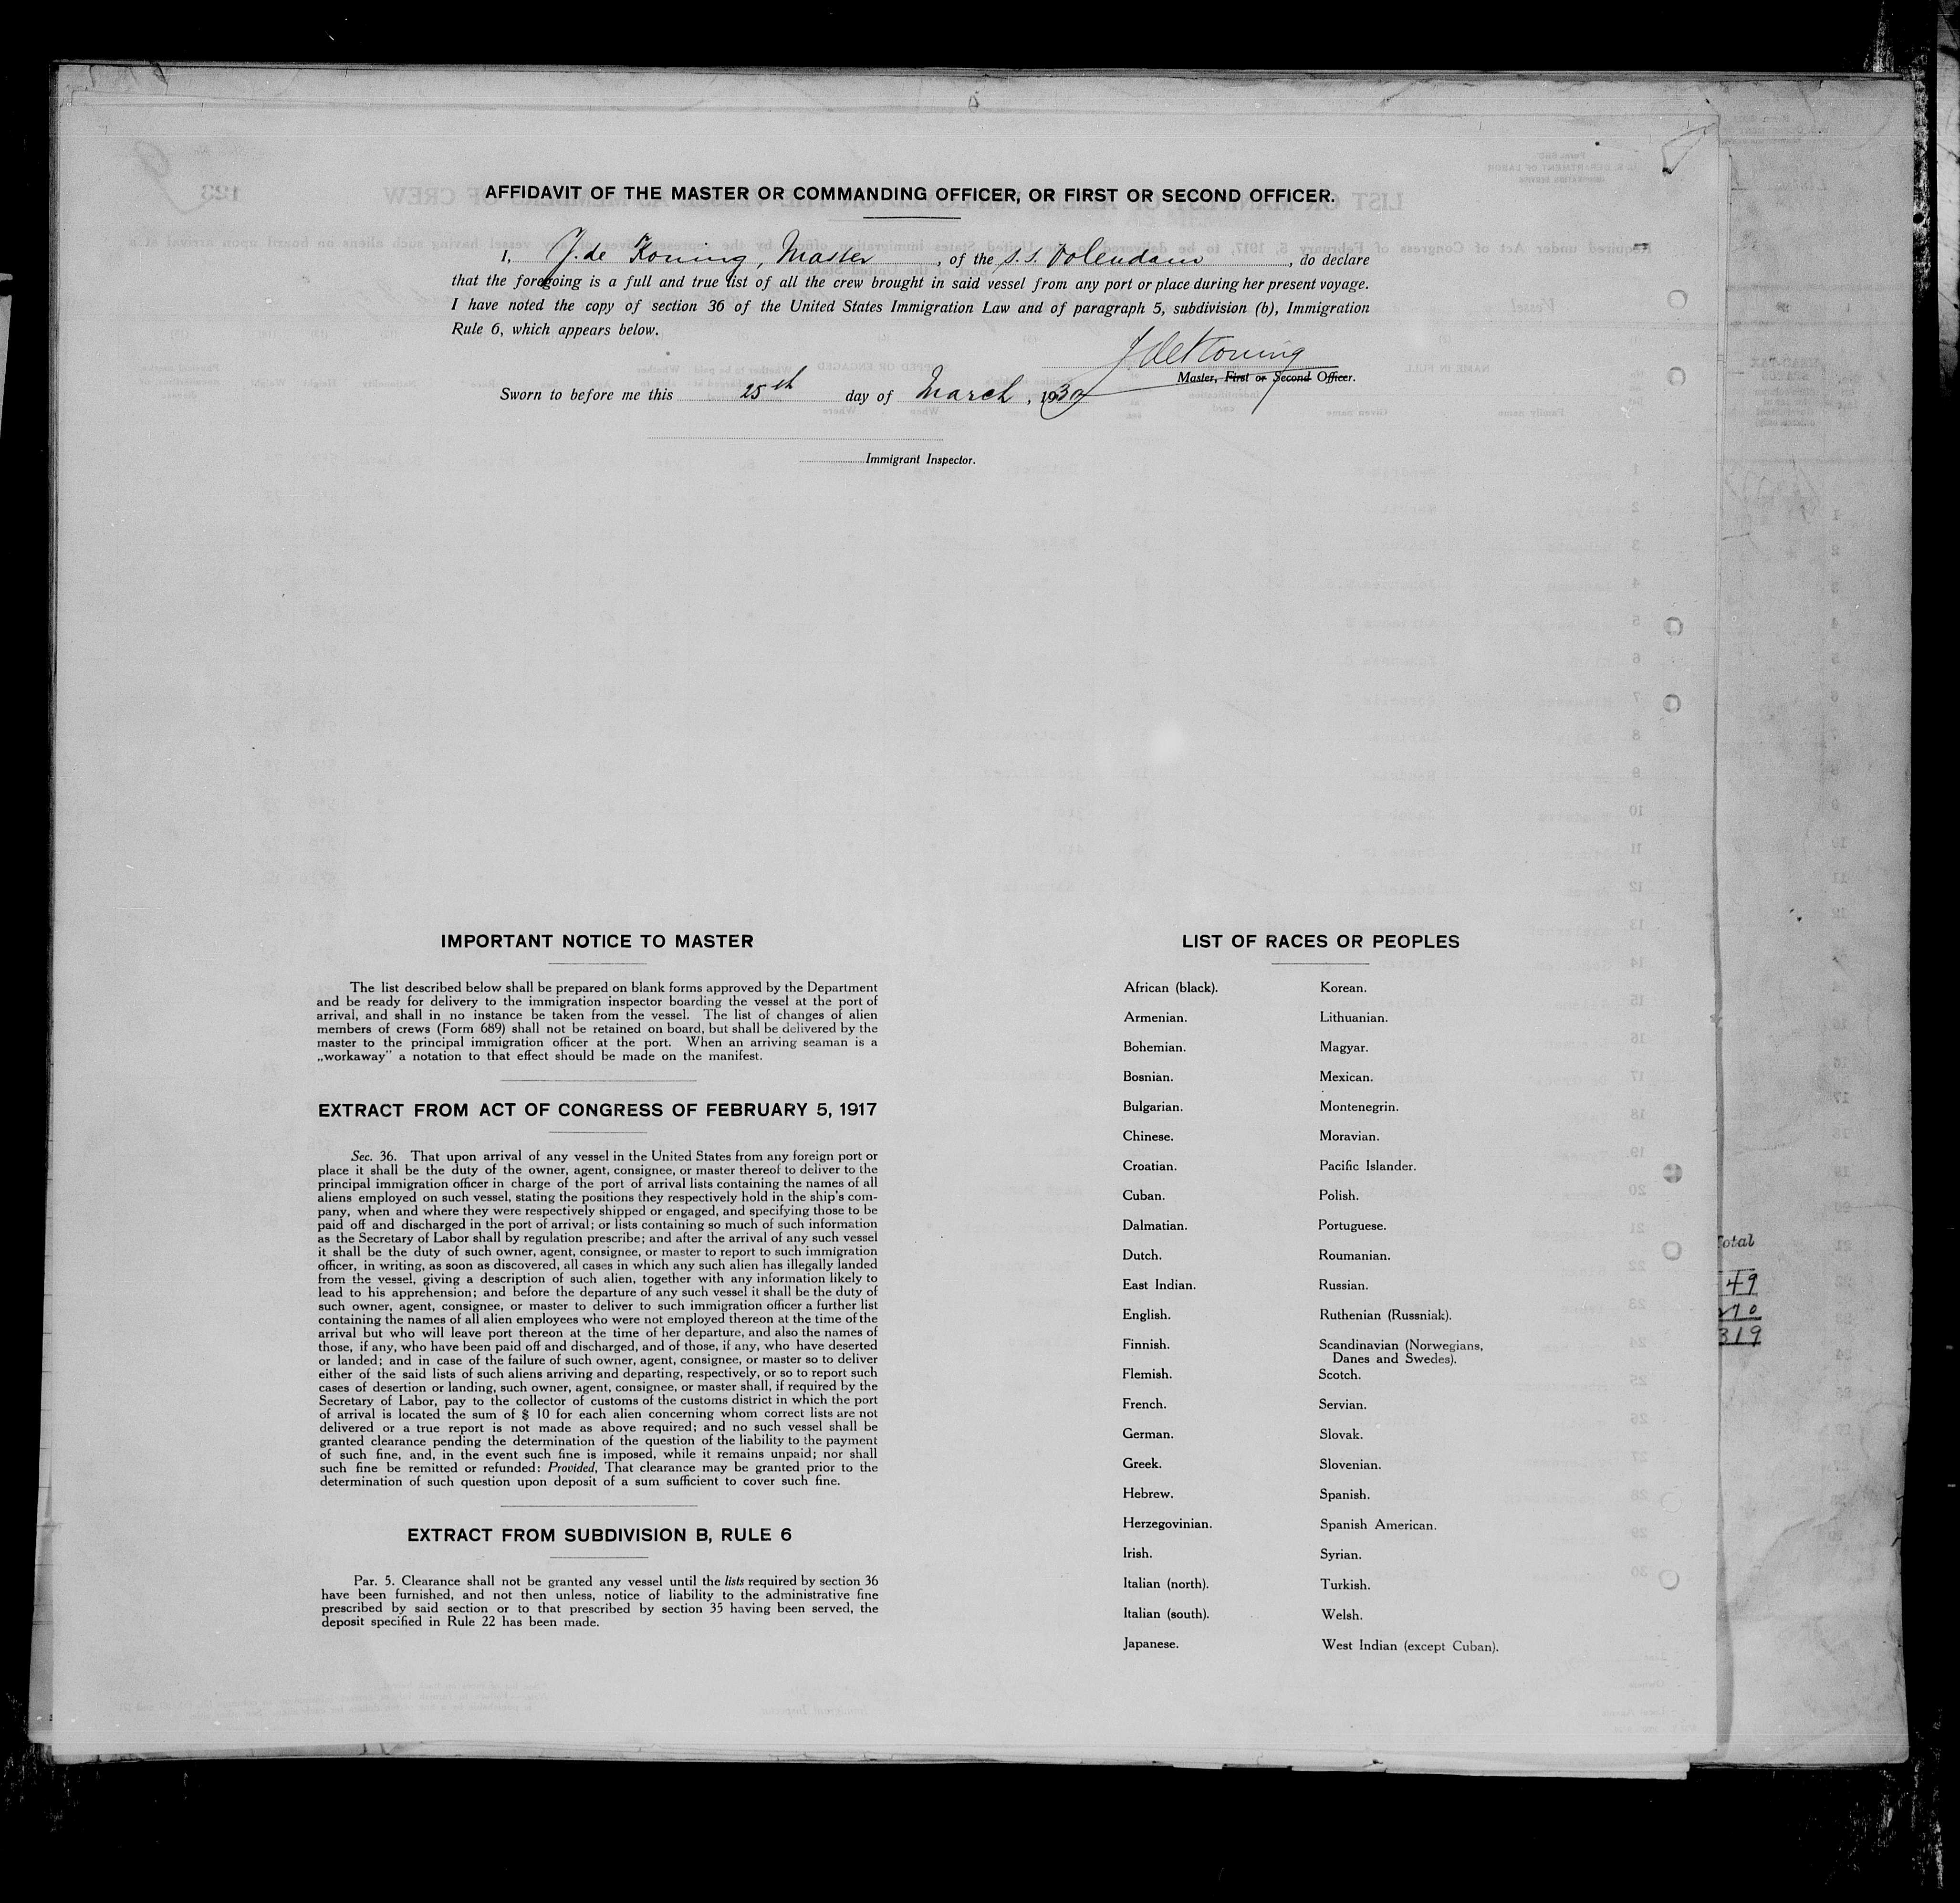 AFFIDAVIT OF THE MASTER OR COMMANDING OFFICER, OR FIRST OR SECOND OFFICER.
I, J. de Koning, Master, of the s.s. Volendam, do declare
that the foregoing is a full and true list of all the crew brought in said vessel from any port or place during her present voyage.
I have noted the copy of section 36 of the United States Immigration Law and of paragraph 5, subdivision (b), Immigration
Rule 6, which appears below.
J de Koning
Master, First or Second Officer.
Sworn to before me this 25th day of March, 1930
Immigrant Inspector.
IMPORTANT NOTICE TO MASTER
The list described below shall be prepared on blank forms approved by the Department
and be ready for delivery to the immigration inspector boarding the vessel at the port of
arrival, and shall in no instance be taken from the vessel. The list of changes of alien
members of crews (Form 689) shall not be retained on board, but shall be delivered by the
master to the principal immigration officer at the port. When an arriving seaman is a
„workaway" a notation to that effect should be made on the manifest.
EXTRACT FROM ACT OF CONGRESS OF FEBRUARY 5, 1917
Sec. 36. That upon arrival of any vessel in the United States from any foreign port or
place it shall be the duty of the owner, agent, consignee, or master thereof to deliver to the
principal immigration officer in charge of the port of arrival lists containing the names of all
aliens employed on such vessel, stating the positions they respectively hold in the ship's com-
pany, when and where they were respectively shipped or engaged, and specifying those to be
paid off and discharged in the port of arrival; or lists containing so much of such information
as the Secretary of Labor shall by regulation prescribe; and after the arrival of any such vessel
it shall be the duty of such owner, agent, consignee, or master to report to such immigration
officer, in writing, as soon as discovered, all cases in which any such alien has illegally landed
from the vessel, giving a description of such alien, together with any information likely to
lead to his apprehension; and before the departure of any such vessel it shall be the duty of
such owner, agent, consignee, or master to deliver to such immigration officer a further list
containing the names of all alien employees who were not employed thereon at the time of the
arrival but who will leave port thereon at the time of her departure, and also the names of
those, if any, who have been paid off and discharged, and of those, if any, who have deserted
or landed; and in case of the failure of such owner, agent, consignee, or master so to deliver
either of the said lists of such aliens arriving and departing, respectively, or so to report such
cases of desertion or landing, such owner, agent, consignee, or master shall, if required by the
Secretary of Labor, pay to the collector of customs of the customs district in which the port
of arrival is located the sum of $ 10 for each alien concerning whom correct lists are not
delivered or a true report is not made as above required; and no such vessel shall be
granted clearance pending the determination of the question of the liability to the payment
of such fine, and, in the event such fine is imposed, while it remains unpaid; nor shall
such fine be remitted or refunded: Provided, That clearance may be granted prior to the
determination of such question upon deposit of a sum sufficient to cover such fine.
EXTRACT FROM SUBDIVISION B, RULE 6
Par. 5. Clearance shall not be granted any vessel until the lists required by section 36
have been furnished, and not then unless, notice of liability to the administrative fine
prescribed by said section or to that prescribed by section 35 having been served, the
deposit specified in Rule 22 has been made.
LIST OF RACES OR PEOPLES
African (black).
Armenian.
Bohemian.
Bosnian.
Bulgarian.
Chinese.
Croatian.
Cuban.
Dalmatian.
Dutch.
East Indian.
English.
Finnish.
Flemish.
French.
German.
Greek.
Hebrew.
Herzegovinian.
Irish.
Italian (north).
Italian (south).
Japanese.
Korean.
Lithuanian.
Magyar.
Mexican.
Montenegrin.
Moravian.
Pacific Islander.
Polish.
Portuguese.
Roumanian.
Russian.
Ruthenian (Russniak).
Scandinavian (Norwegians,
Danes and Swedes).
Scotch.
Servian.
Slovak.
Slovenian.
Spanish.
Spanish American.
Syrian.
Turkish.
Welsh.
West Indian (except Cuban).
Total
49
270
319